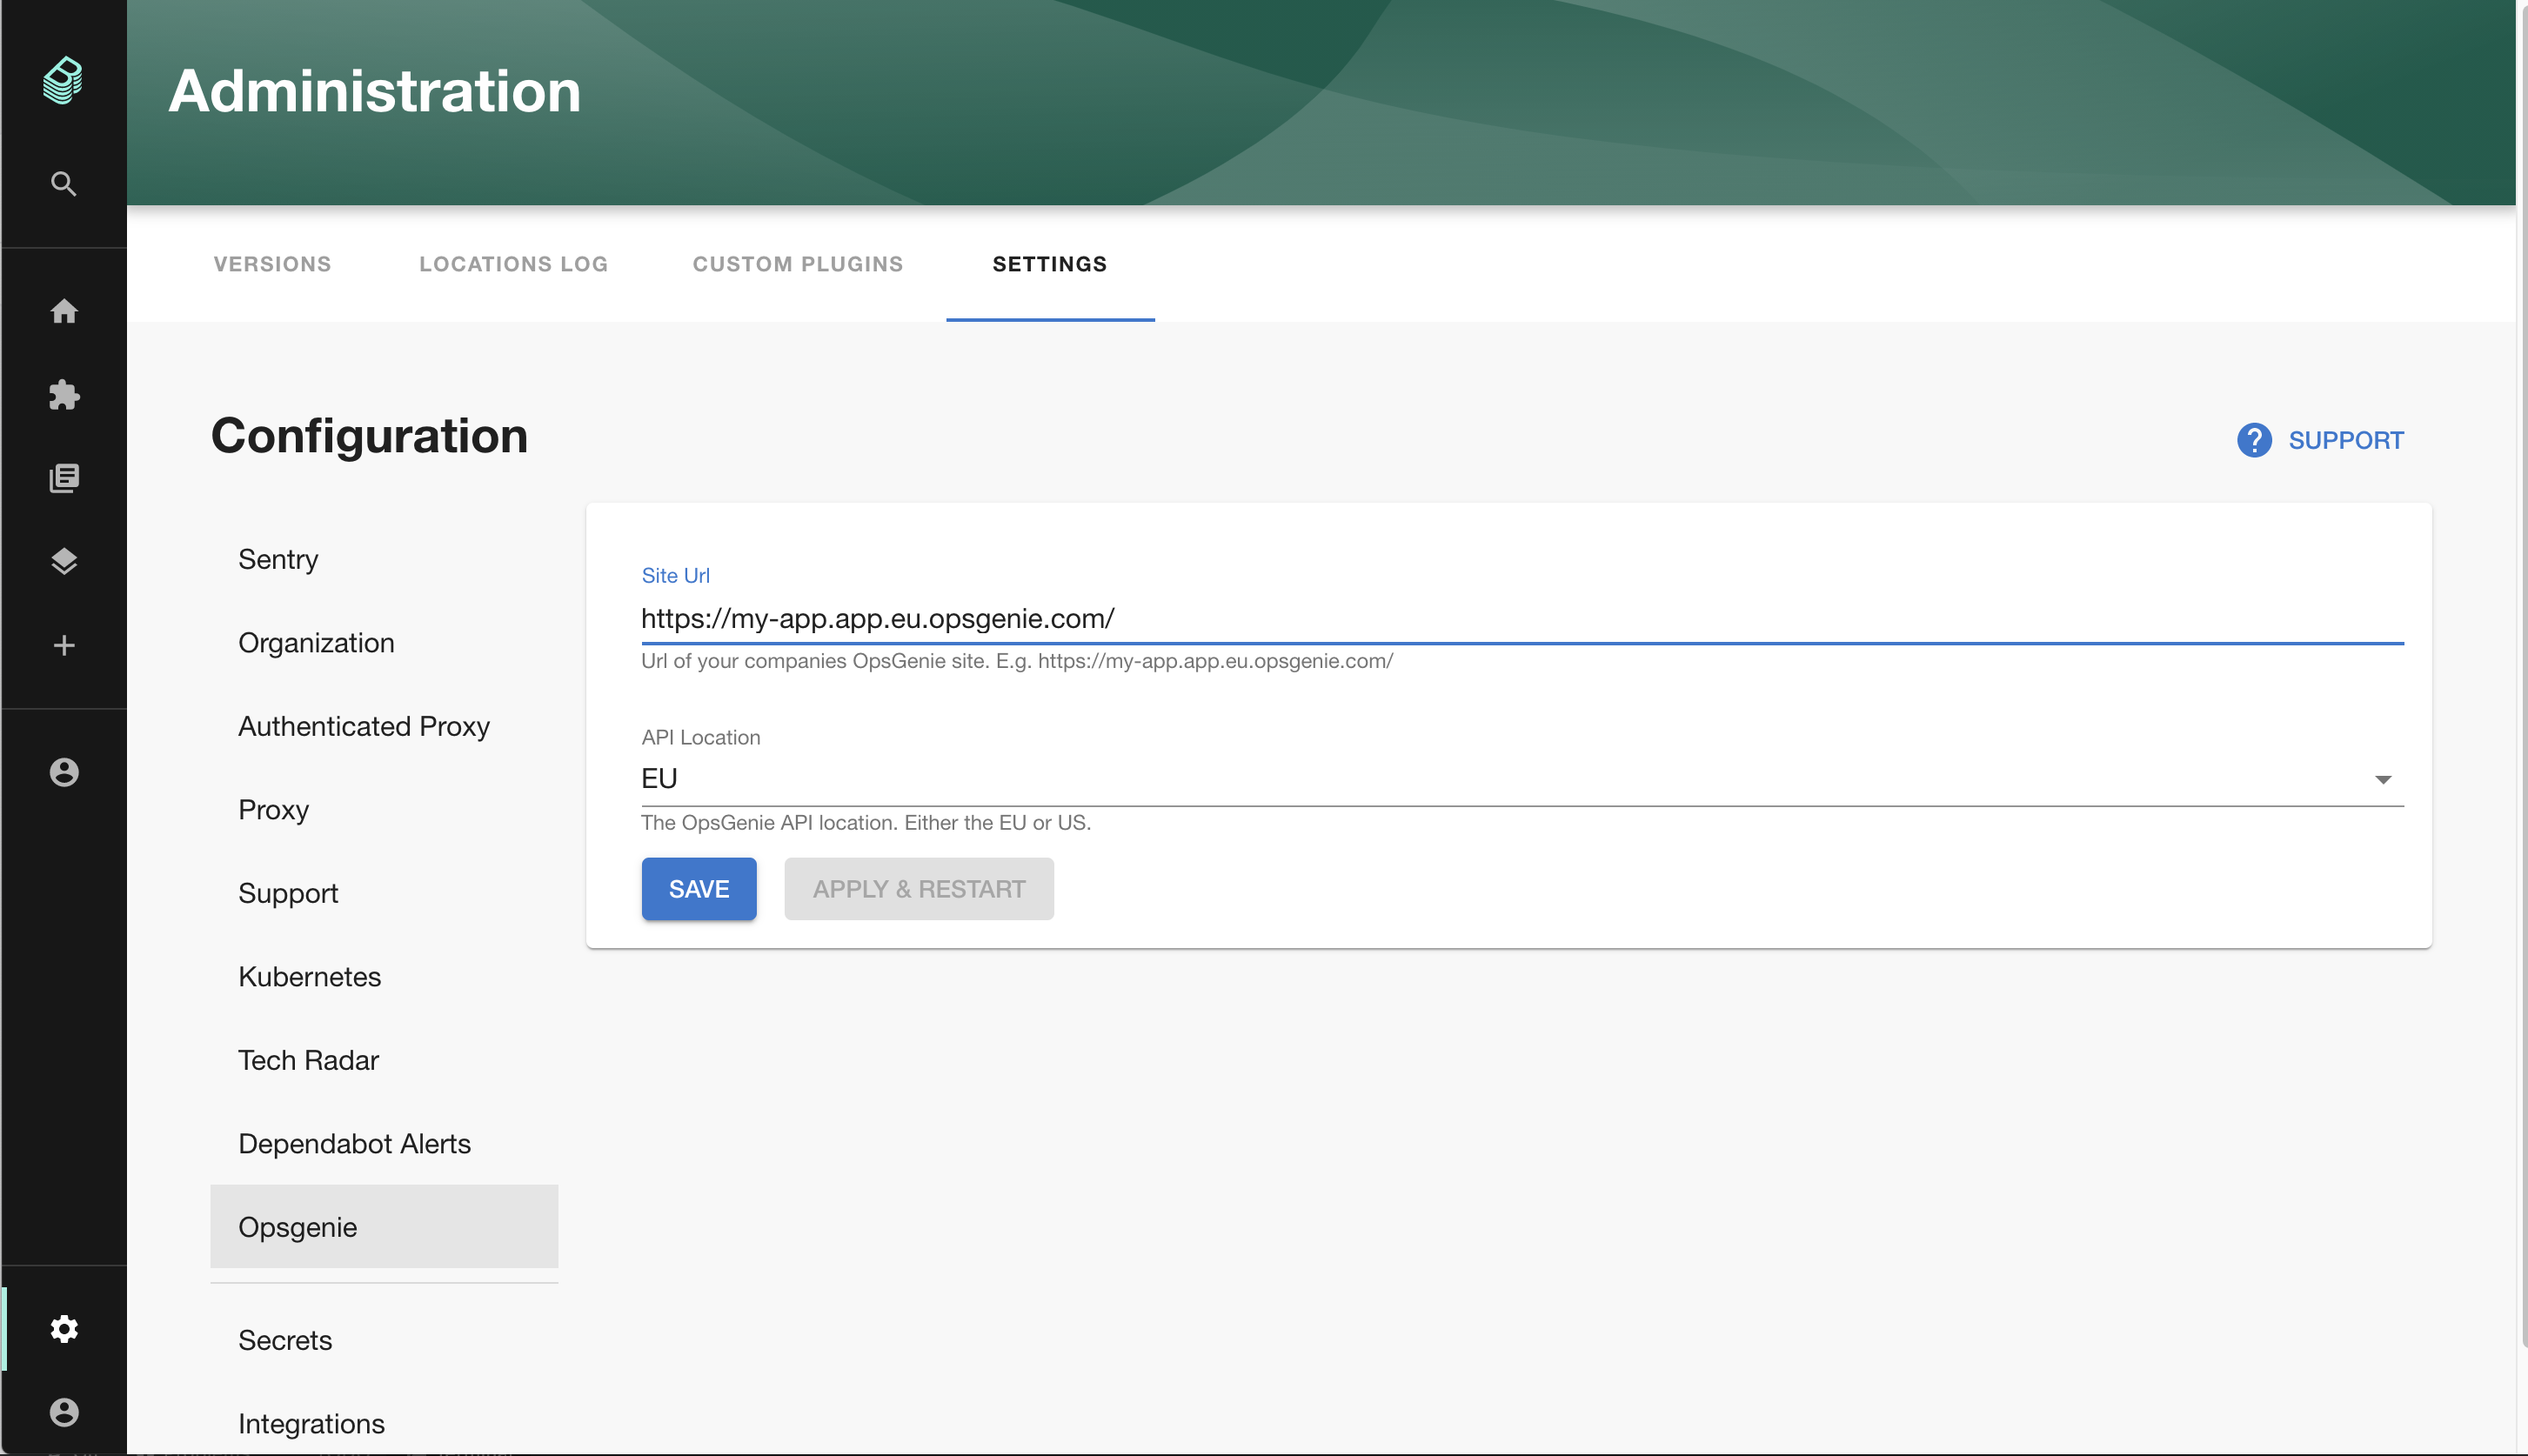 Administration
VERSIONS
LOCATIONS LOG
CUSTOM PLUGINS
SETTINGS
Configuration
SUPPORT
Sentry
Organization
Authenticated Proxy
Proxy
Support
Kubernetes
Tech Radar
Dependabot Alerts
Opsgenie
Secrets
Integrations
Site Url
https://my-app.app.eu.opsgenie.com/
Url of your companies OpsGenie site. E.g. https://my-app.app.eu.opsgenie.com/
API Location
EU
The OpsGenie API location. Either the EU or US.
SAVE
APPLY & RESTART